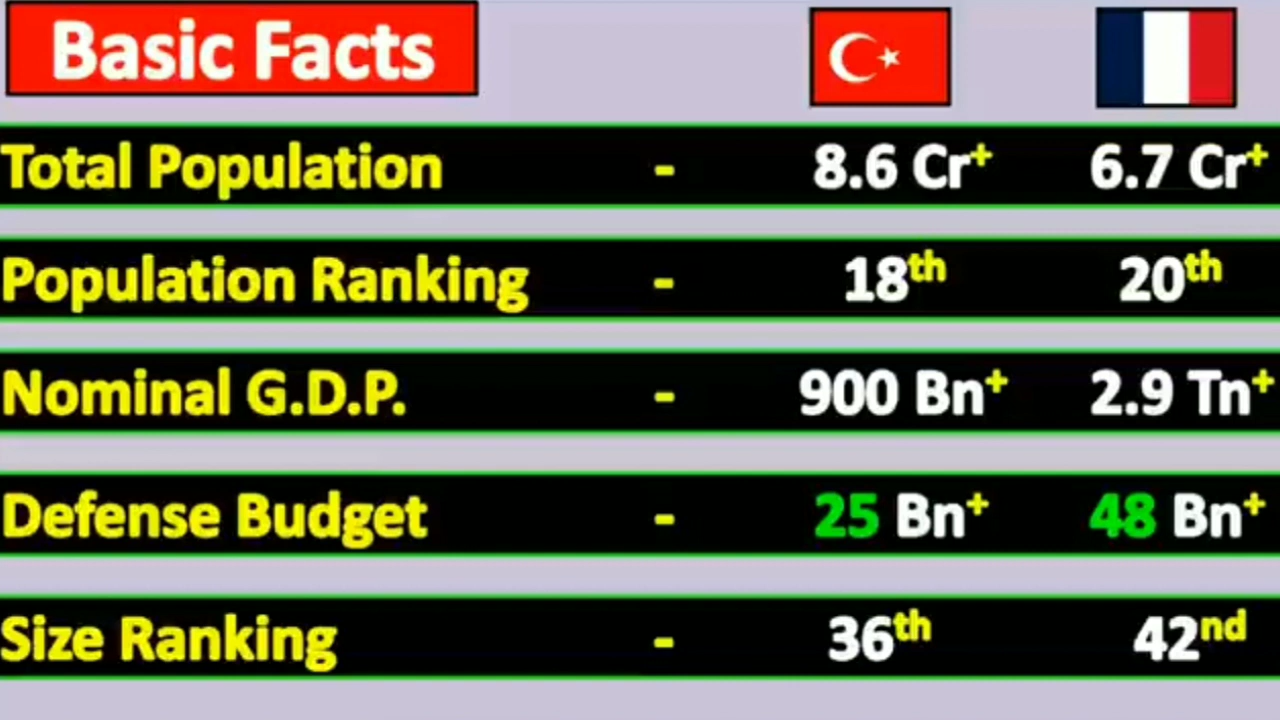 Basic Facts
Total Population - 8.6 Cr+ 6.7 Cr+
Population Ranking - 18th 20th
Nominal G.D.P. - 900 Bn+ 2.9 Tn+
Defense Budget - 25 Bn+ 48 Bn+
Size Ranking - 36th 42nd